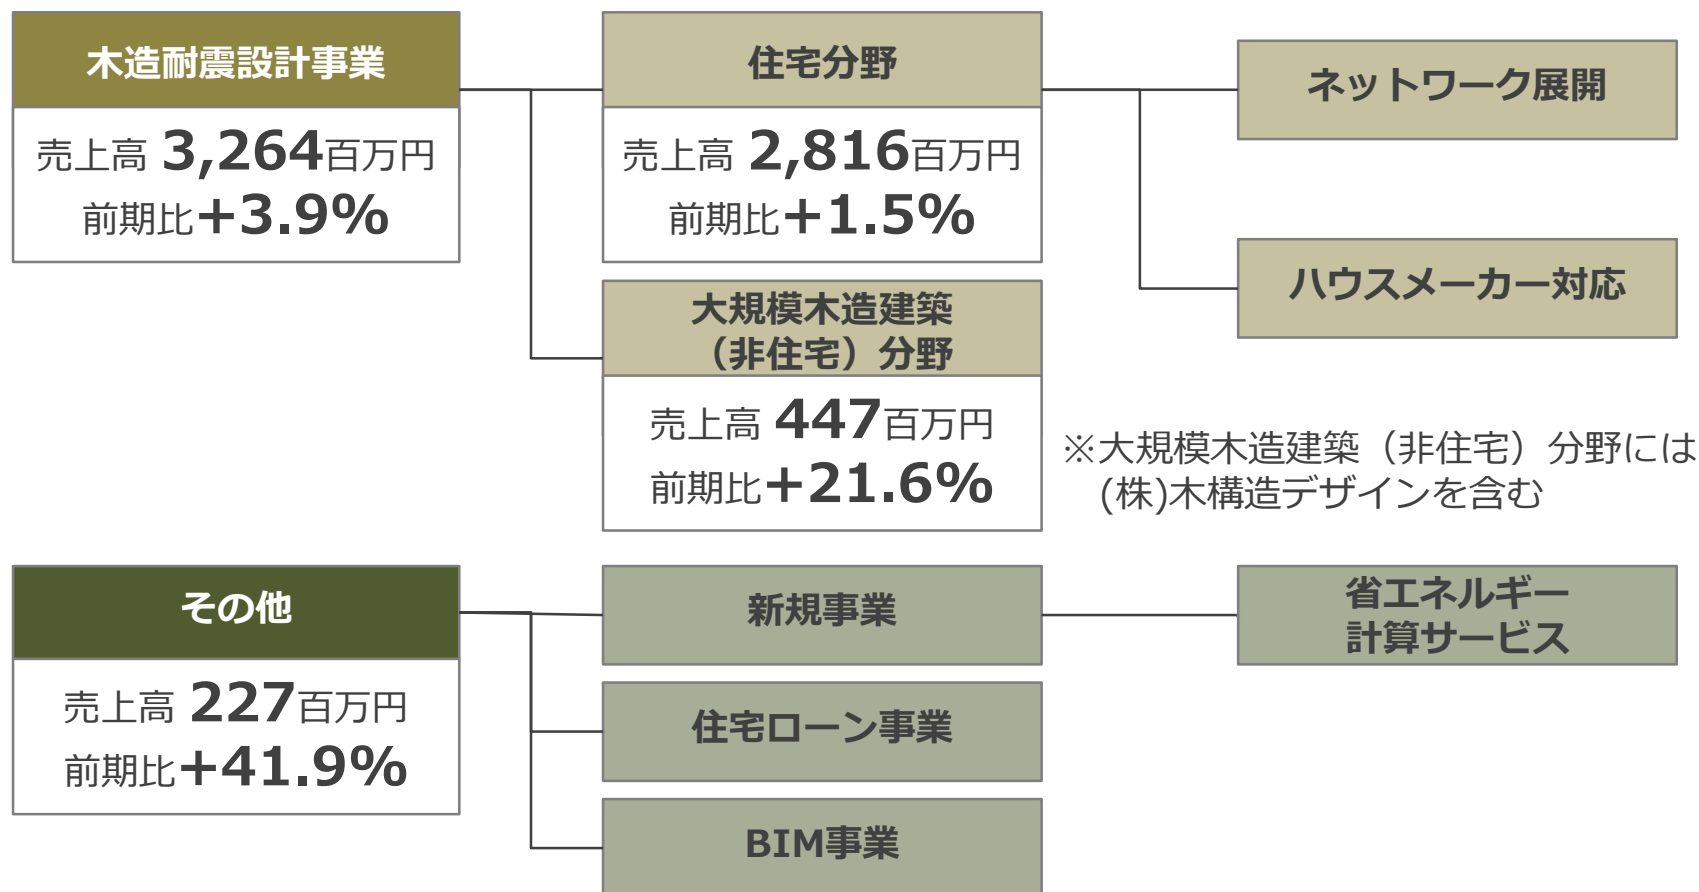 木造耐震設計事業
売上高 3,264百万円
前期比+3.9%
住宅分野
売上高 2,816百万円
前期比+1.5%
ネットワーク展開
ハウスメーカー対応
大規模木造建築
（非住宅）分野
売上高 447百万円
前期比+21.6%
※大規模木造建築（非住宅）分野には
(株)木構造デザインを含む
その他
売上高 227百万円
前期比+41.9%
新規事業
省エネルギー
計算サービス
住宅ローン事業
BIM事業